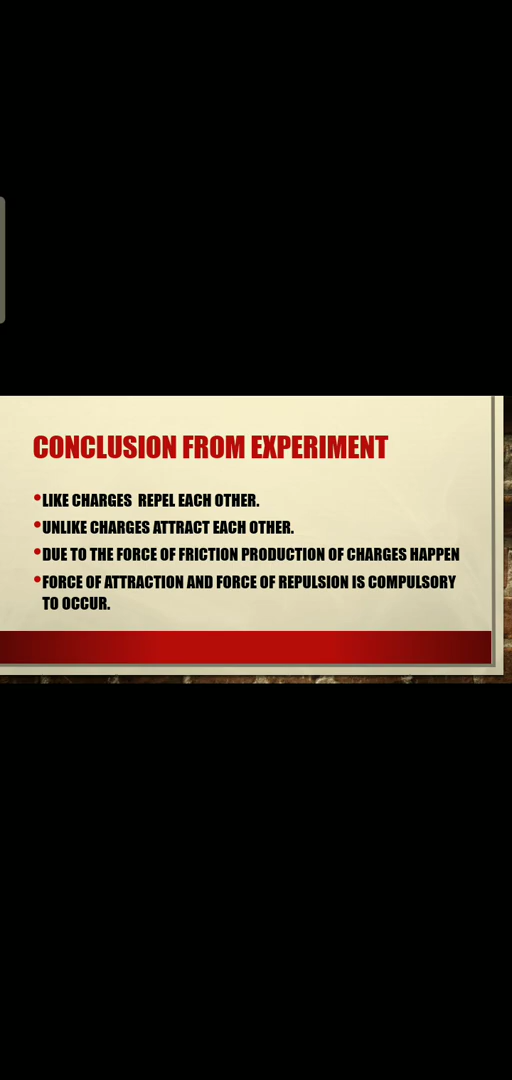 CONCLUSION FROM EXPERIMENT
•LIKE CHARGES  REPEL EACH OTHER.
•UNLIKE CHARGES ATTRACT EACH OTHER.
•DUE TO THE FORCE OF FRICTION PRODUCTION OF CHARGES HAPPEN
•FORCE OF ATTRACTION AND FORCE OF REPULSION IS COMPULSORY
TO OCCUR.